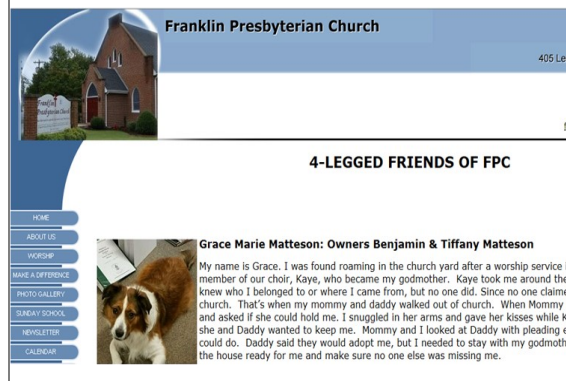 Franklin Presbyterian Church
405 Le
Franklin
Presbyterian Church
4-LEGGED FRIENDS OF FPC
HOME
ABOUT US
WORSHIP
MAKE A DIFFERENCE
PHOTO GALLERY
SUNDAY SCHOOL
NEWSLETTER
CALENDAR
Grace Marie Matteson: Owners Benjamin & Tiffany Matteson
My name is Grace. I was found roaming in the church yard after a worship service
member of our choir, Kaye, who became my godmother. Kaye took me around the
knew who I belonged to or where I came from, but no one did. Since no one claime
church. That's when my mommy and daddy walked out of church. When Mommy
and asked if she could hold me. I snuggled in her arms and gave her kisses while K
she and Daddy wanted to keep me. Mommy and I looked at Daddy with pleading e
could do. Daddy said they would adopt me, but I needed to stay with my godmoth
the house ready for me and make sure no one else was missing me.